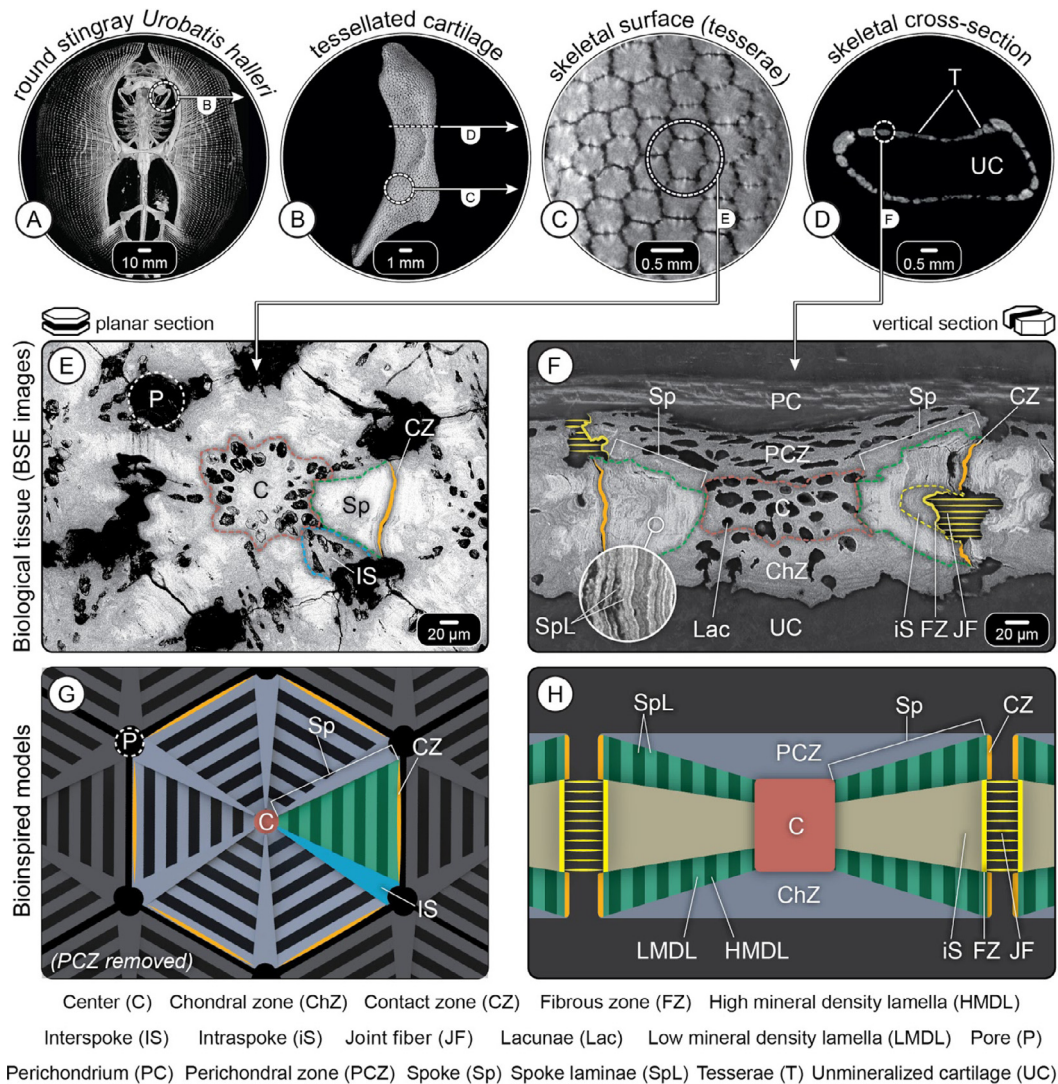 round stingray Urobatis halleri
tessellated cartilage
skeletal surface (tesserae)
skeletal cross-section
B
A
10 mm
D
C
B
1 mm
E
C
0.5 mm
T
UC
F
D
0.5 mm
planar section
vertical section
Biological tissue (BSE images)
E
P
CZ
C
Sp
IS
20 µm
F
Sp
PC
Sp
CZ
PCZ
C
ChZ
SpL
Lac
UC
iS FZ JF
20 µm
Bioinspired models
G
P
Sp
CZ
C
IS
(PCZ removed)
H
SpL
Sp
CZ
PCZ
C
ChZ
LMDL
HMDL
iS FZ JF
Center (C) Chondral zone (ChZ) Contact zone (CZ) Fibrous zone (FZ) High mineral density lamella (HMDL)
Interspoke (IS) Intraspoke (iS) Joint fiber (JF) Lacunae (Lac) Low mineral density lamella (LMDL) Pore (P)
Perichondrium (PC) Perichondral zone (PCZ) Spoke (Sp) Spoke laminae (SpL) Tesserae (T) Unmineralized cartilage (UC)